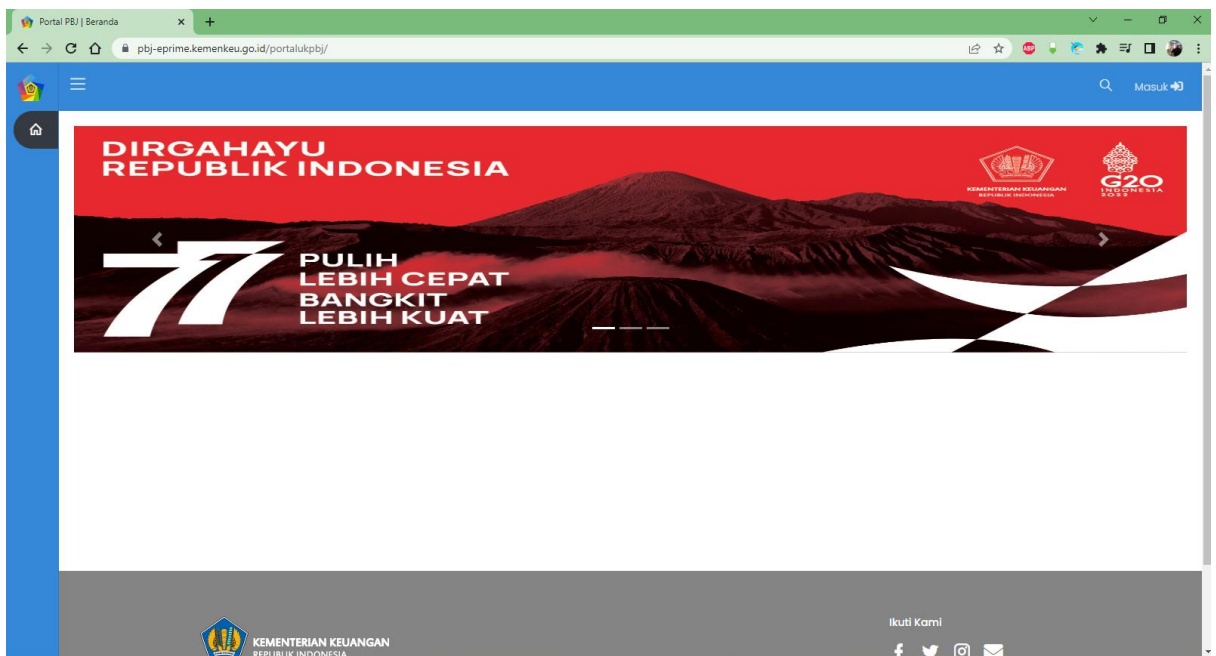 Portal PBJ | Beranda
pbj-eprime.kemenkeu.go.id/portalukpbj/
ABP
Masuk
DIRGAHAYU
REPUBLIK INDONESIA
KEMENTERIAN KEUANGAN
REPUBLIK INDONESIA
G20
INDONESIA
2022
77
PULIH
LEBIH CEPAT
BANGKIT
LEBIH KUAT
Ikuti Kami
KEMENTERIAN KEUANGAN
REPUBLIK INDONESIA